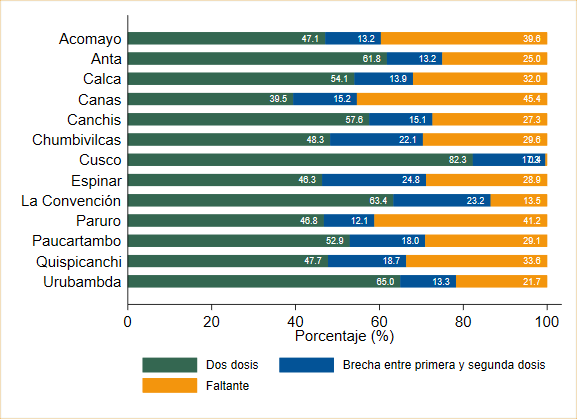 Acomayo 47.1 13.2 39.6
Anta 61.8 13.2 25.0
Calca 54.1 13.9 32.0
Canas 39.5 15.2 45.4
Canchis 57.6 15.1 27.3
Chumbivilcas 48.3 22.1 29.6
Cusco 82.3
Espinar 46.3 24.8 28.9
La Convención 63.4 23.2 13.5
Paruro 46.8 12.1 41.2
Paucartambo 52.9 18.0 29.1
Quispicanchi 47.7 18.7 33.6
Urubambda 65.0 13.3 21.7
0 20 40 60 80 100
Porcentaje (%)
Dos dosis Brecha entre primera y segunda dosis
Faltante